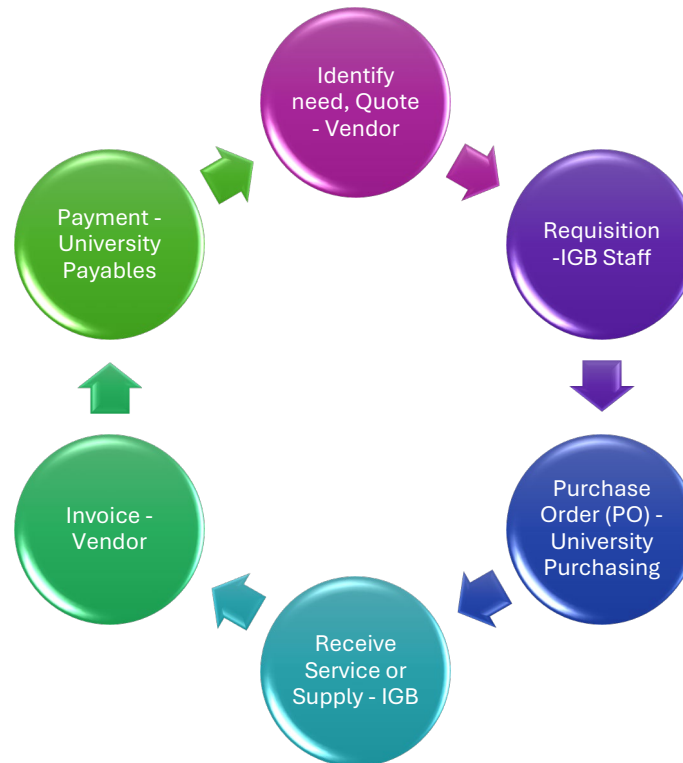 Identify
need, Quote
- Vendor
Requisition
-IGB Staff
Purchase
Order (PO) -
University
Purchasing
Receive
Service or
Supply - IGB
Invoice -
Vendor
Payment -
University
Payables